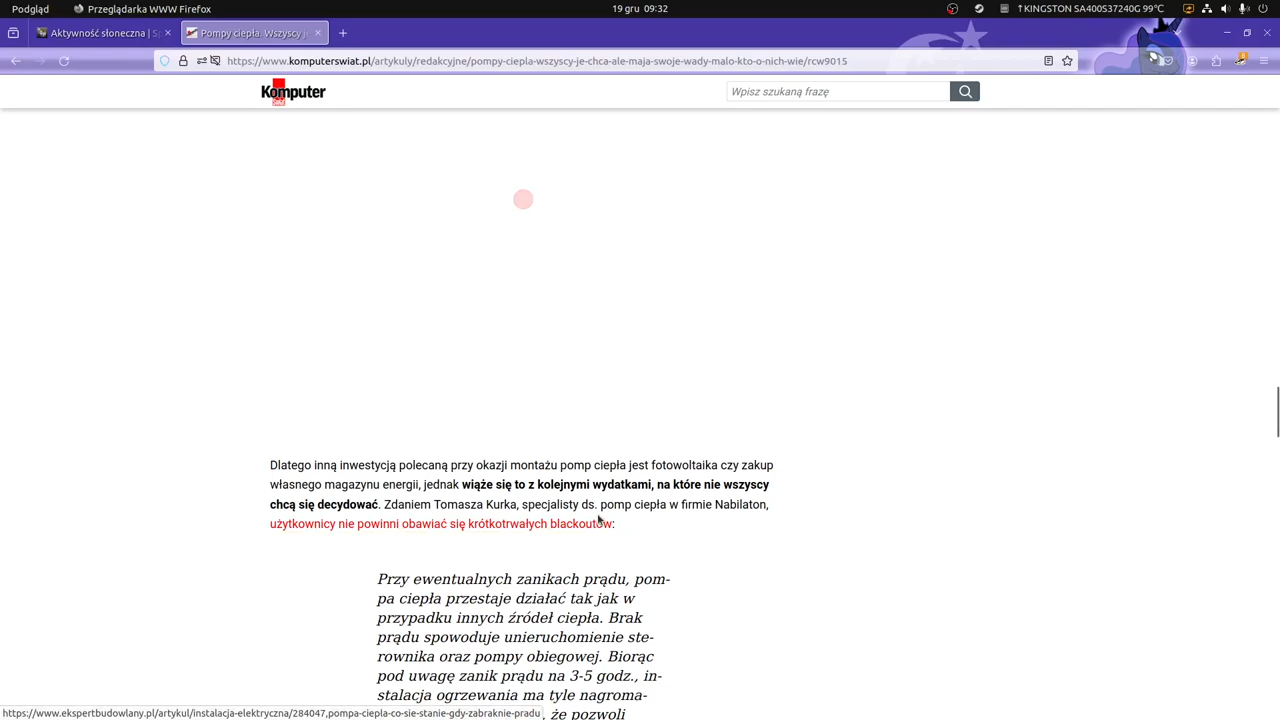 Podgląd
Przeglądarka WWW Firefox
19 gru 09:32
↑KINGSTON SA400S37240G 99°C
Aktywność słoneczna | Sp
Pompy ciepła. Wszyscy j
https://www.komputerswiat.pl/artykuly/redakcyjne/pompy-ciepla-wszyscy-je-chca-ale-maja-swoje-wady-malo-kto-o-nich-wie/rcw9015
Komputer
Świat
Wpisz szukaną frazę
Dlatego inną inwestycją polecaną przy okazji montażu pomp ciepła jest fotowoltaika czy zakup
własnego magazynu energii, jednak wiąże się to z kolejnymi wydatkami, na które nie wszyscy
chcą się decydować. Zdaniem Tomasza Kurka, specjalisty ds. pomp ciepła w firmie Nabilaton,
użytkownicy nie powinni obawiać się krótkotrwałych blackoutów:
Przy ewentualnych zanikach prądu, pom-
pa ciepła przestaje działać tak jak w
przypadku innych źródeł ciepła. Brak
prądu spowoduje unieruchomienie ste-
rownika oraz pompy obiegowej. Biorąc
pod uwagę zanik prądu na 3-5 godz., in-
stalacja ogrzewania ma tyle nagroma-
że pozwoli
https://www.ekspertbudowlany.pl/artykul/instalacja-elektryczna/284047,pompa-ciepla-co-sie-stanie-gdy-zabraknie-pradu